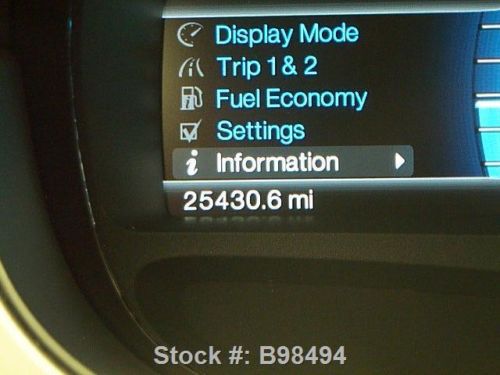 Display Mode
Trip 1 & 2
Fuel Economy
Settings
i Information
25430.6 mi
Stock #: B98494